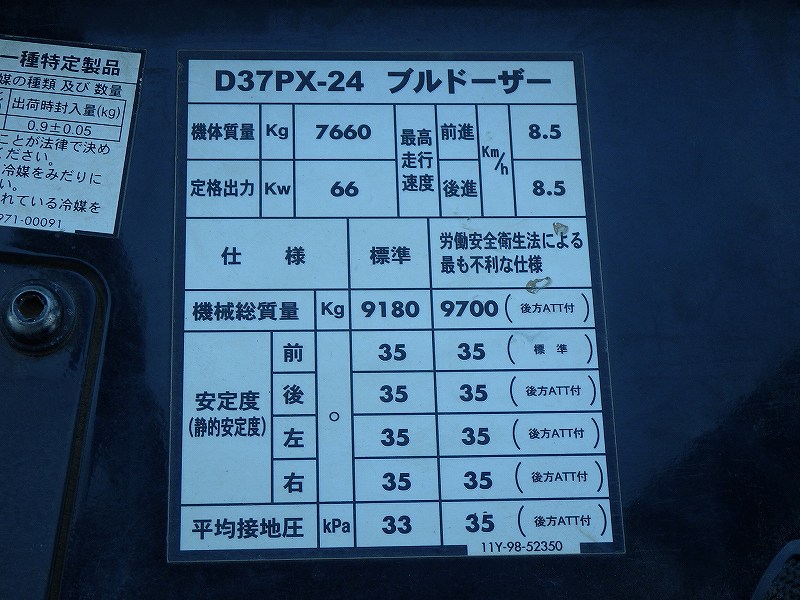 一種特定製品
媒の種類 及び 数量
出荷時封入量(kg)
0.9±0.05
ことが法律で決め
ください。
冷媒をみだりに
い。
れている冷媒を
971-00091
D37PX-24 ブルドーザー
機体質量 Kg 7660 最高走行速度 前進 Km/h 8.5
定格出力 Kw 66 後進 8.5
仕様 標準 労働安全衛生法による
最も不利な仕様
機械総質量 Kg 9180 9700 (後方ATT付)
安定度
(静的安定度)
前 ° 35 35 (標準)
後 35 35 (後方ATT付)
左 35 35 (後方ATT付)
右 35 35 (後方ATT付)
平均接地圧 kPa 33 35 (後方ATT付)
11Y-98-52350